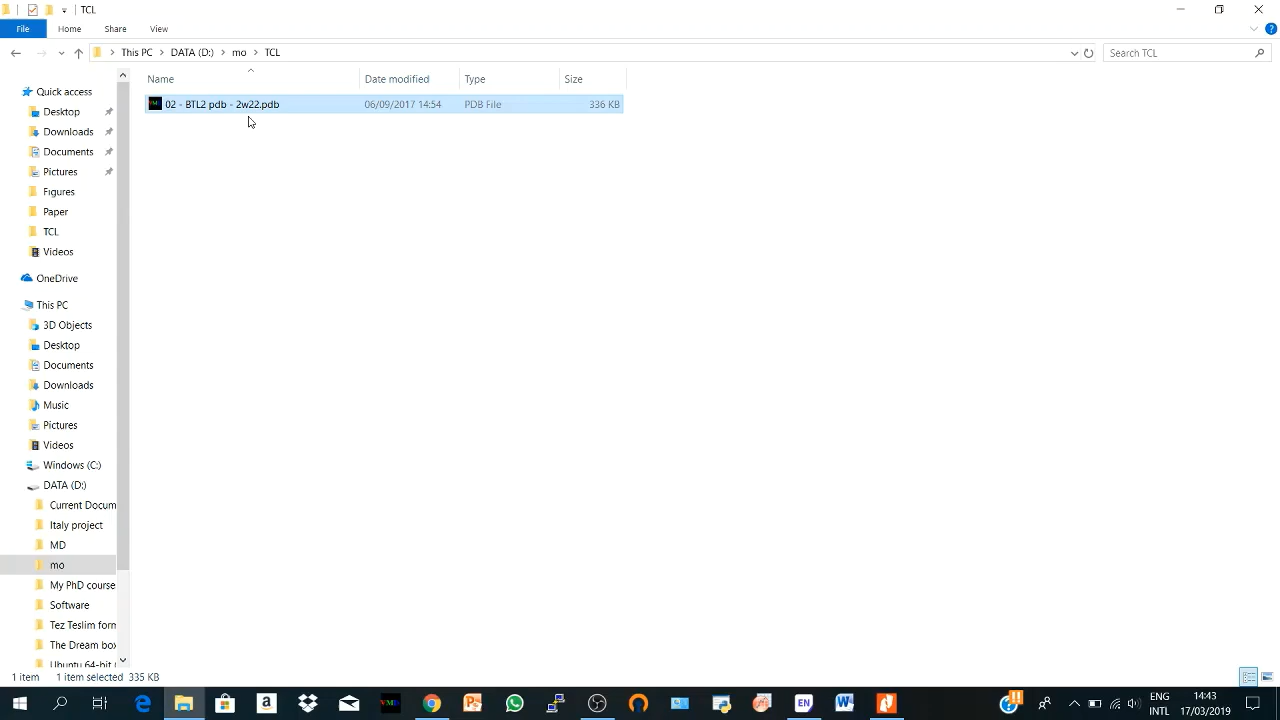 TCL
File
Home
Share
View
This PC
DATA (D:)
mo
TCL
Search TCL
Name
Date modified
Type
Size
02 - BTL2 pdb - 2w22.pdb
06/09/2017 14:54
PDB File
336 KB
Quick access
Desktop
Downloads
Documents
Pictures
Figures
Paper
TCL
Videos
OneDrive
This PC
3D Objects
Desktop
Documents
Downloads
Music
Pictures
Videos
Windows (C:)
DATA (D:)
Current Docum
Italy project
MD
mo
My PhD course
Software
Tez Teslim form
The Dream box
Ubuntu 64-bit
1 item
1 item selected 335 KB
ENG
INTL
14:43
17/03/2019
EN